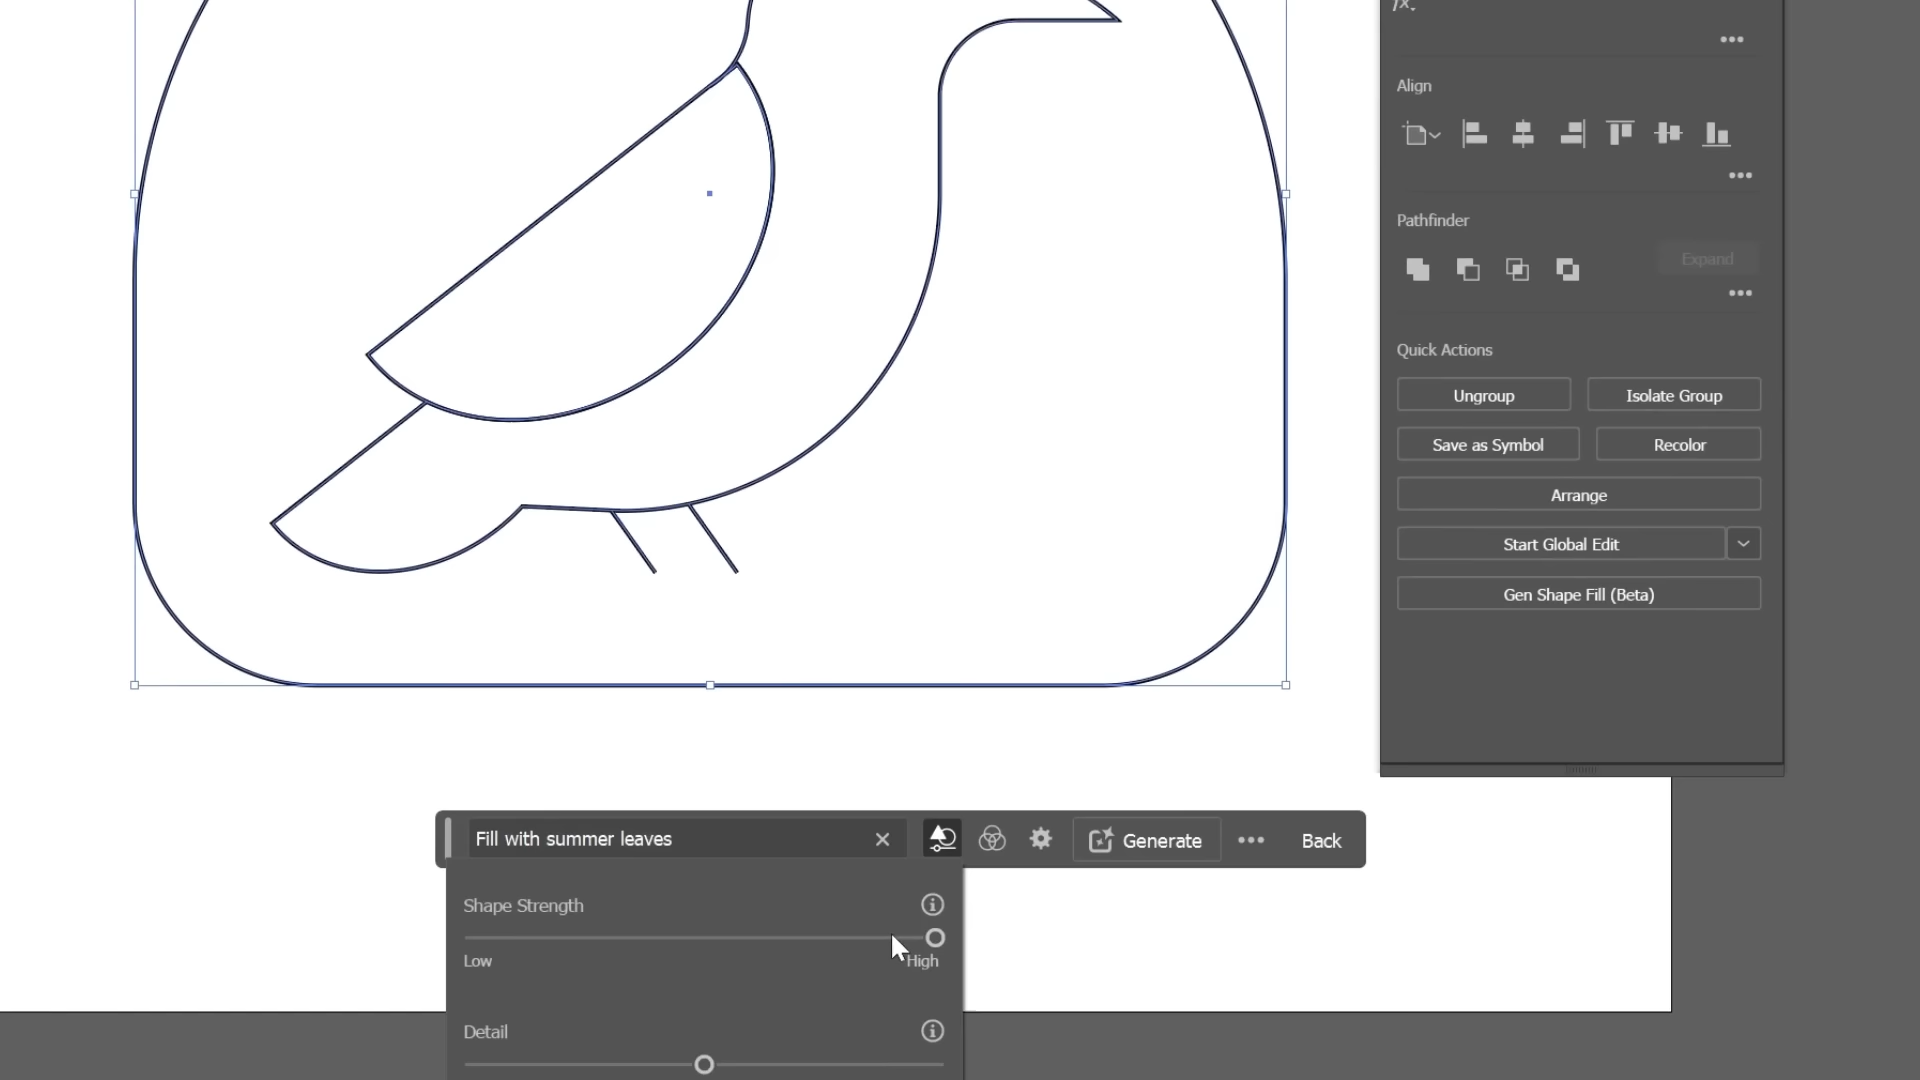 fx.
Align
Pathfinder
Expand
Quick Actions
Ungroup
Isolate Group
Save as Symbol
Recolor
Arrange
Start Global Edit
Gen Shape Fill (Beta)
Fill with summer leaves
Generate
Back
Shape Strength
Low
High
Detail